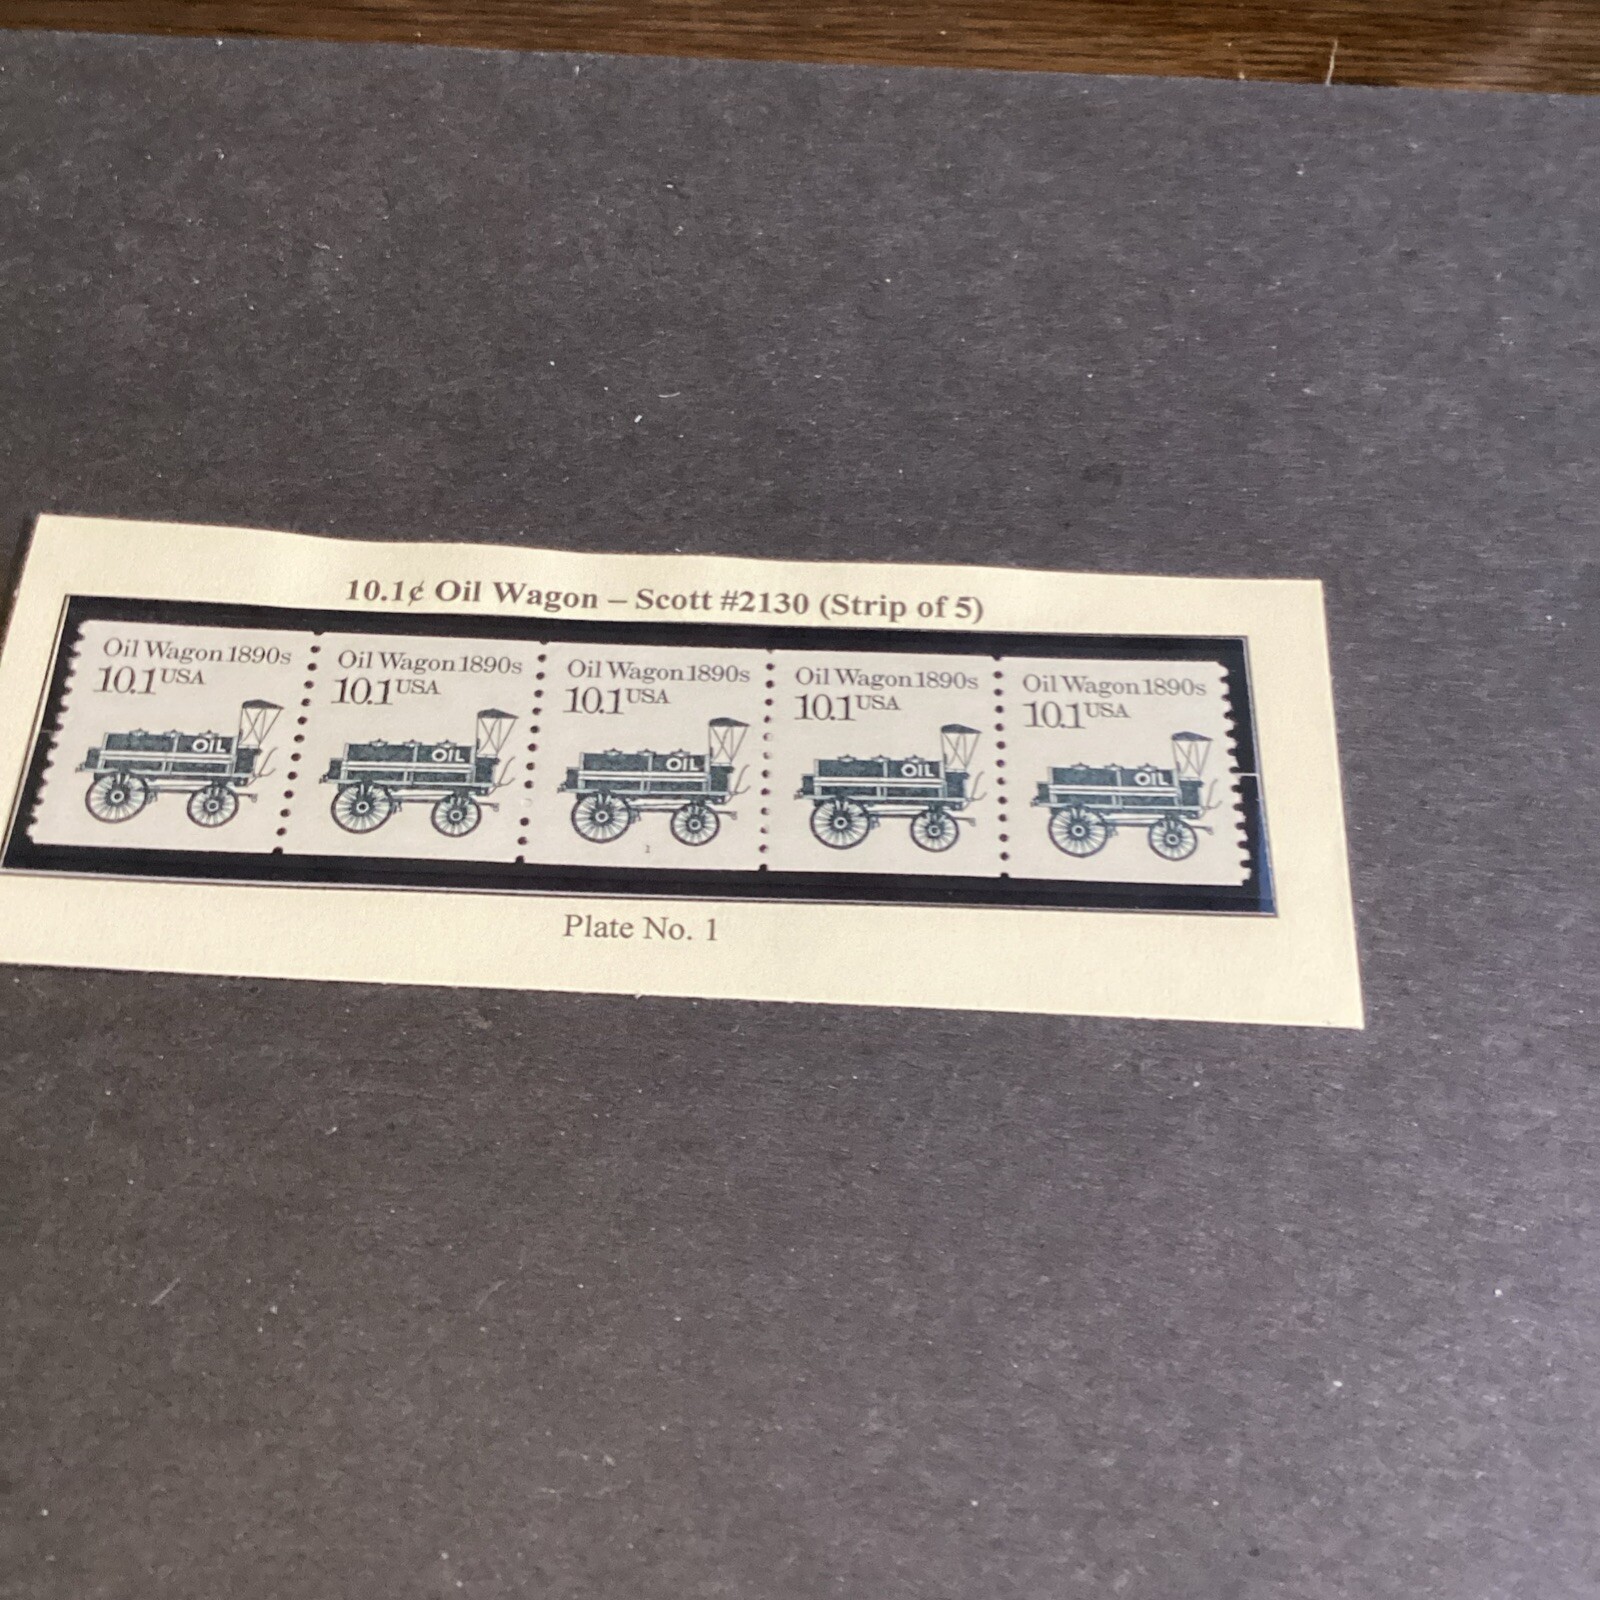 10.1¢ Oil Wagon – Scott #2130 (Strip of 5)
Oil Wagon 1890s
10.1 USA
OIL
Oil Wagon 1890s
10.1 USA
OIL
Oil Wagon 1890s
10.1 USA
OIL
1
Oil Wagon 1890s
10.1 USA
OIL
Oil Wagon 1890s
10.1 USA
OIL
Plate No. 1